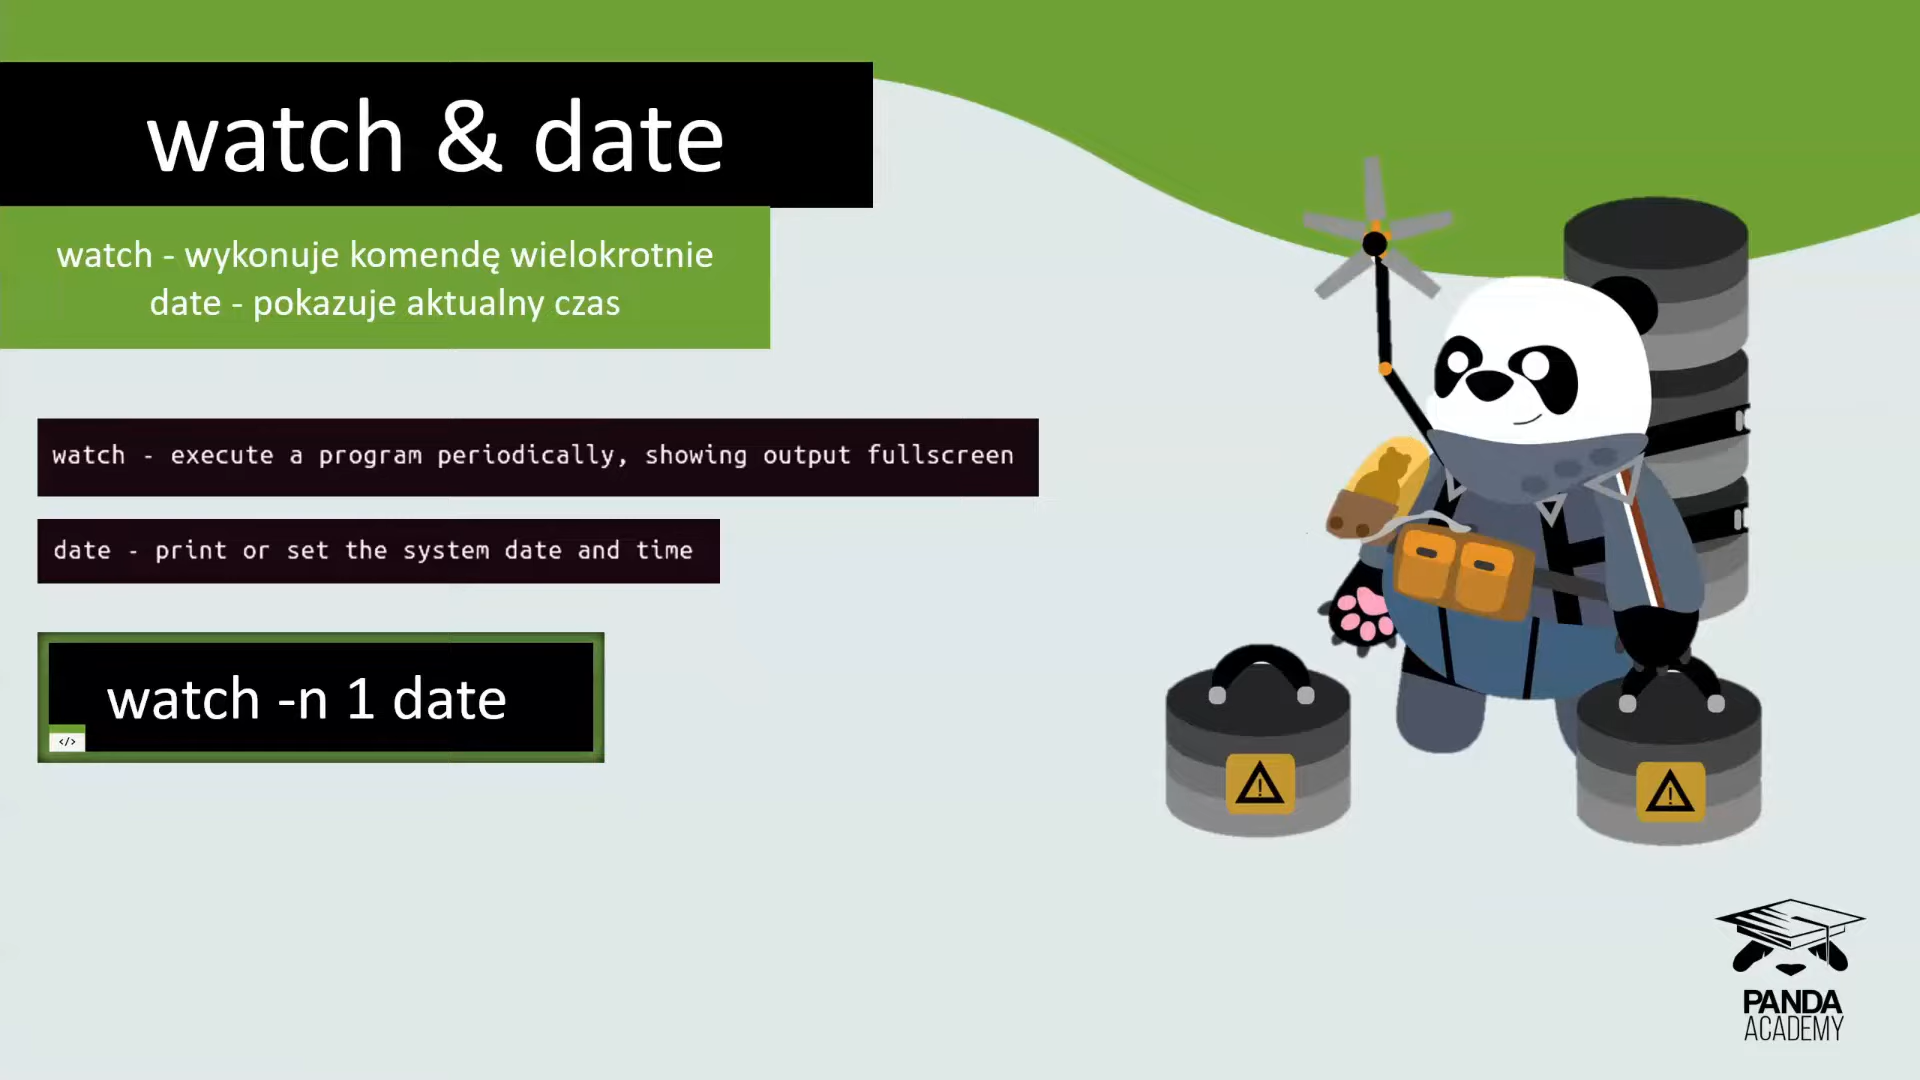 watch & date
watch - wykonuje komendę wielokrotnie
date - pokazuje aktualny czas
watch - execute a program periodically, showing output fullscreen
date - print or set the system date and time
watch -n 1 date
</>
!
!
PANDA
ACADEMY